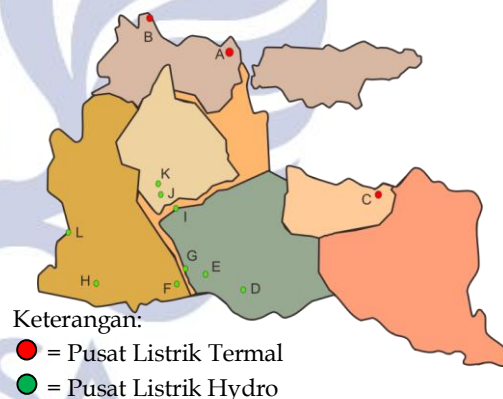 B
A
K
J
C
I
L
G
E
H
F
D
Keterangan:
= Pusat Listrik Termal
= Pusat Listrik Hydro